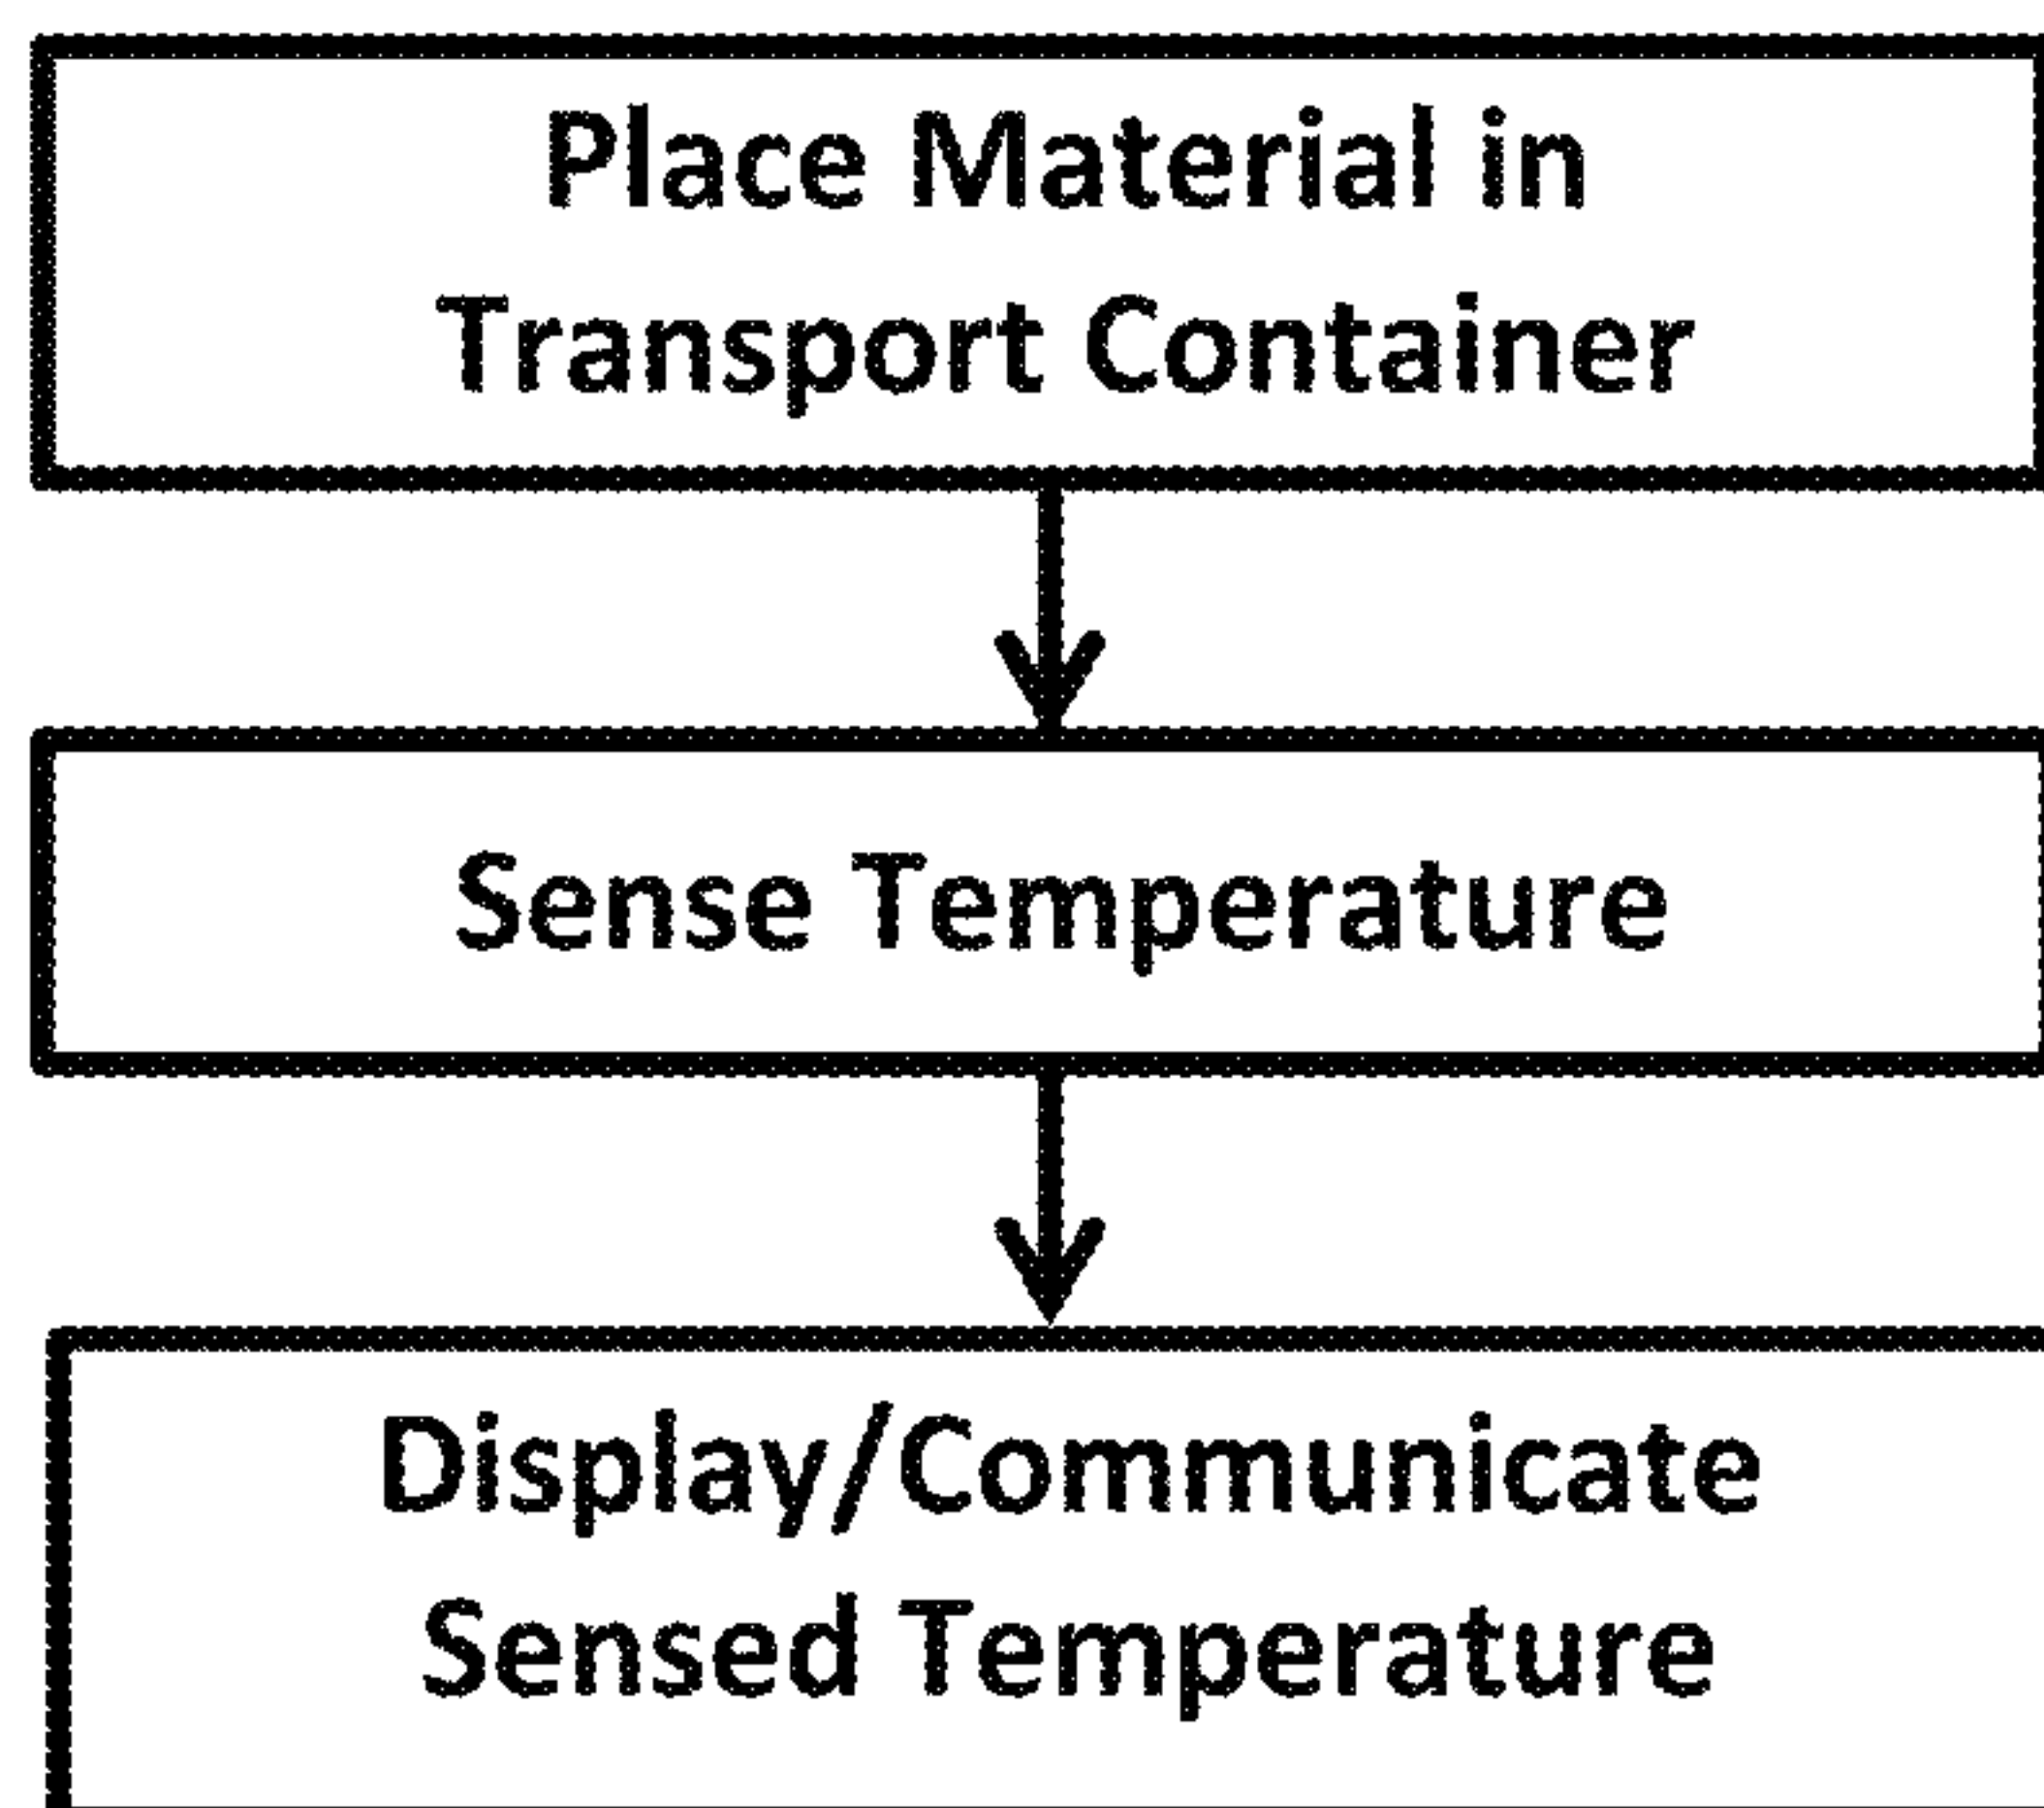 Place Material in
Transport Container
Sense Temperature
Display/Communicate
Sensed Temperature